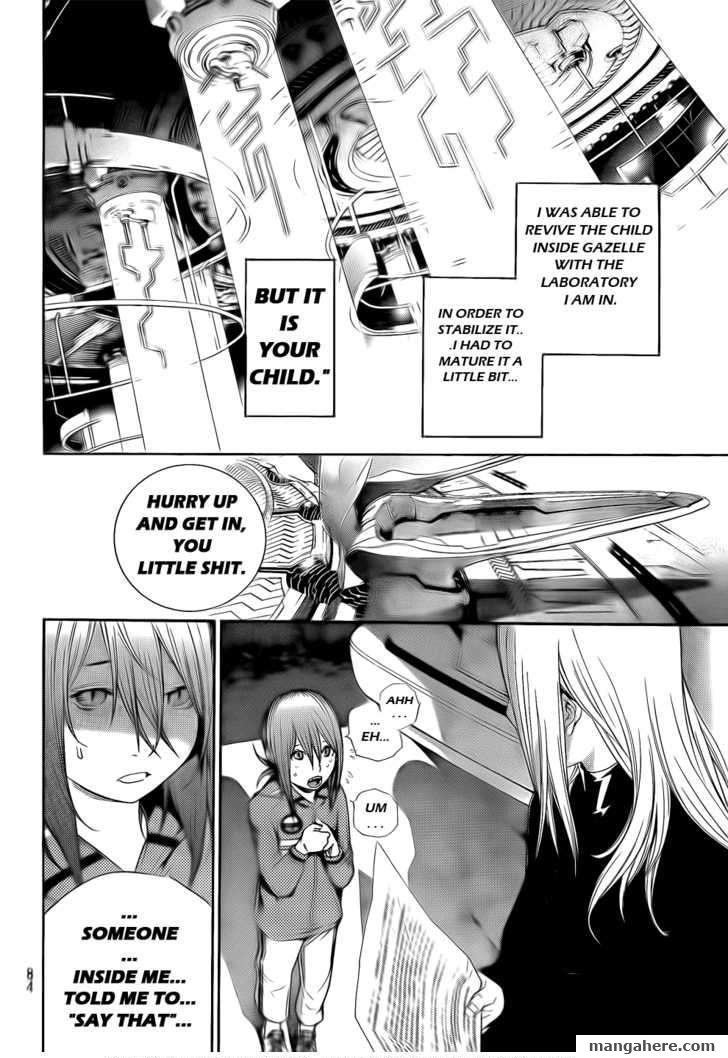 I WAS ABLE TO
REVIVE THE CHILD
INSIDE GAZELLE
WITH THE
LABORATORY
I AM IN.
IN ORDER TO
STABILIZE IT..
.I HAD TO
MATURE IT A
LITTLE BIT...
BUT IT
IS
YOUR
CHILD."
HURRY UP
AND GET IN,
YOU
LITTLE SHIT.
AHH
. . . .
...
EH...
UM
. . . .
...
SOMEONE
...
INSIDE ME...
TOLD ME TO...
"SAY THAT"...
84
mangahere.com